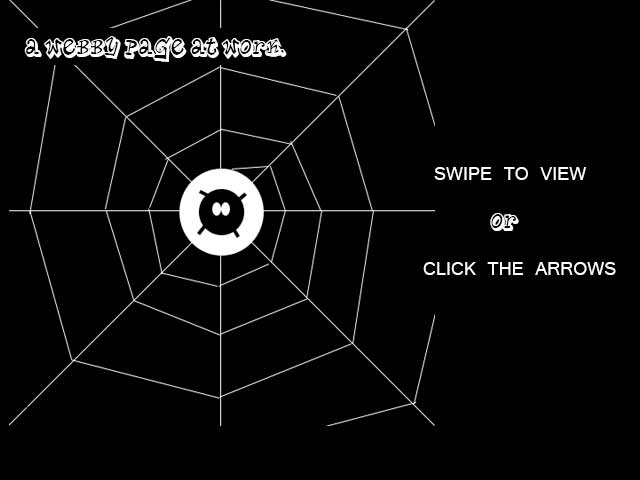 a webby page at work.
SWIPE TO VIEW
or
CLICK THE ARROWS